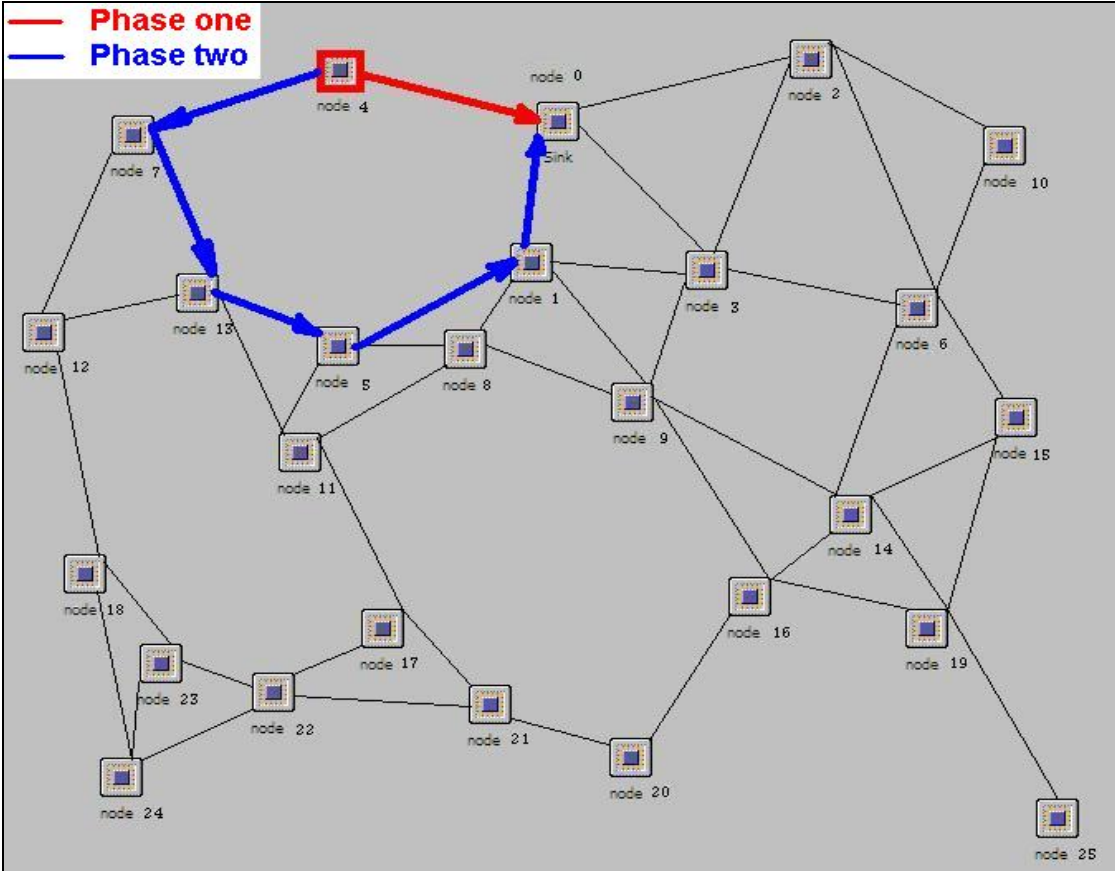 Phase one
Phase two
node 0
node 4
Sink
node 2
node 7
node 10
node 1
node 3
node 13
node 6
node 12
node 5
node 8
node 9
node 15
node 11
node 14
node 18
node 17
node 16
node 19
node 23
node 22
node 21
node 20
node 24
node 25